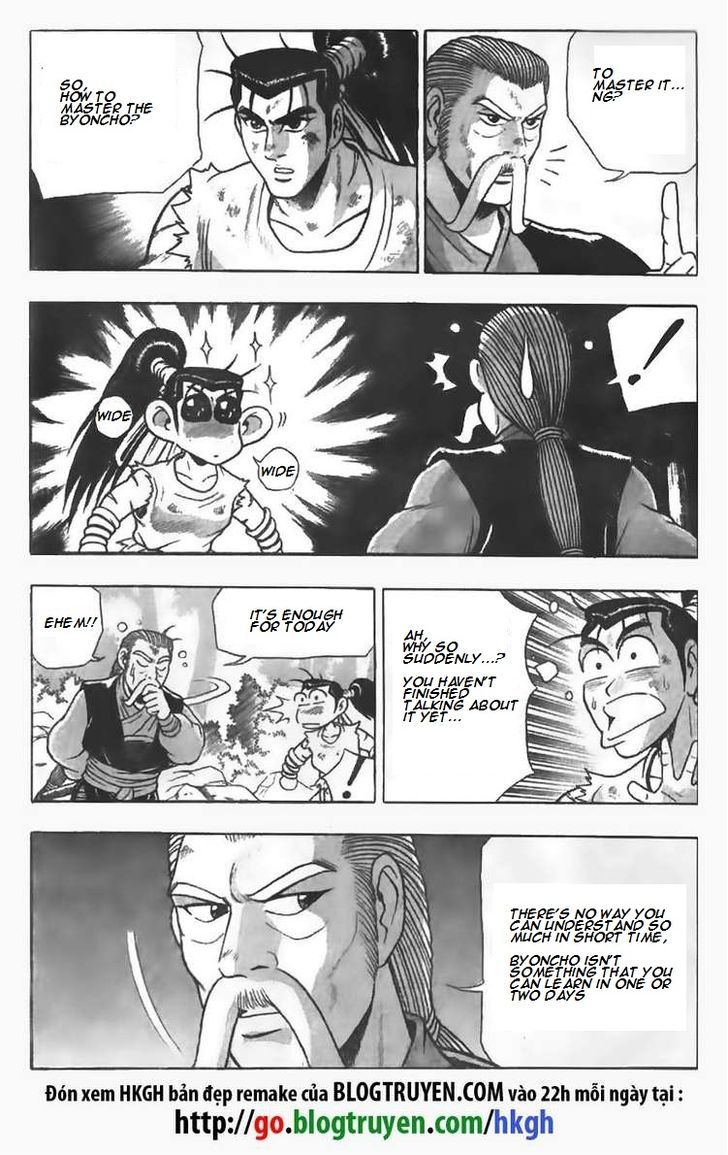 SO,
HOW TO
MASTER THE
BYONCHO?
TO
MASTER IT...
NG?
WIDE
WIDE
!
EHEM!!
IT'S ENOUGH
FOR TODAY
!
AH,
WHY SO
SUDDENLY...?
YOU HAVEN'T
FINISHED
TALKING ABOUT
IT YET...
THERE'S NO WAY YOU
CAN UNDERSTAND SO
MUCH IN SHORT TIME,
BYONCHO ISN'T
SOMETHING THAT YOU
CAN LEARN IN ONE OR
TWO DAYS
Đón xem HKGH bản đẹp remake của BLOGTRUYEN.COM vào 22h mỗi ngày tại :
http://go.blogtruyen.com/hkgh